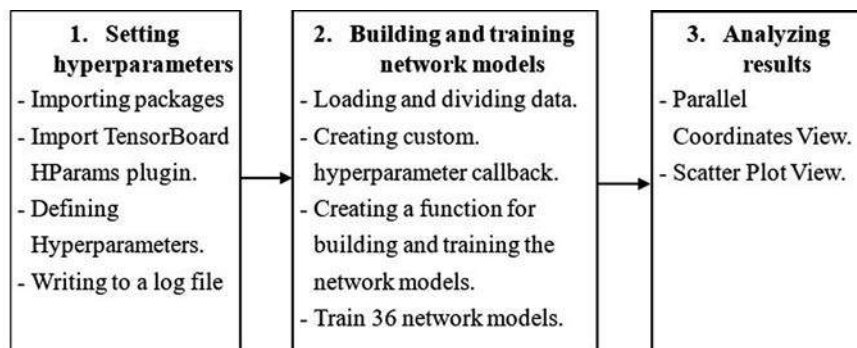 1. Setting
hyperparameters
- Importing packages
- Import TensorBoard
HParams plugin.
- Defining
Hyperparameters.
- Writing to a log file
2. Building and training
network models
- Loading and dividing data.
- Creating custom.
hyperparameter callback.
- Creating a function for
building and training the
network models.
- Train 36 network models.
3. Analyzing
results
- Parallel
Coordinates View.
- Scatter Plot View.